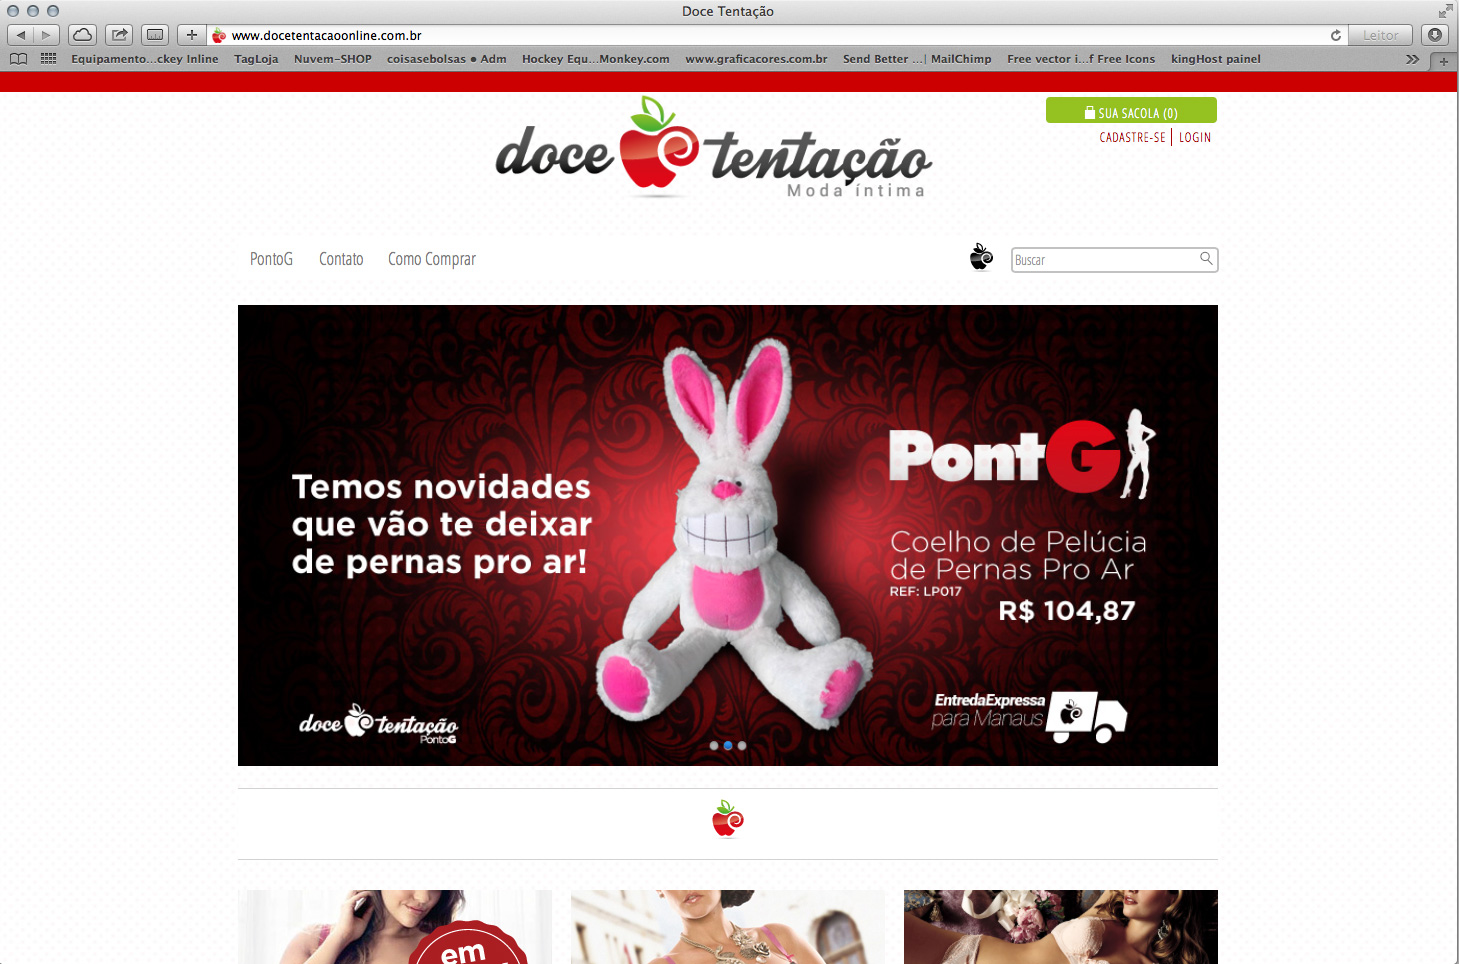 Doce Tentação
www.docetentacaoonline.com.br
Leitor
Equipamento...ckey Inline TagLoja Nuvem-SHOP coisasebolsas • Adm Hockey Equ...Monkey.com www.graficacores.com.br Send Better ...| MailChimp Free vector i...f Free Icons kingHost painel
SUA SACOLA (0)
CADASTRE-SE | LOGIN
doce tentação
Moda íntima
PontoG Contato Como Comprar
Buscar
Temos novidades
que vão te deixar
de pernas pro ar!
PontG
Coelho de Pelúcia
de Pernas Pro Ar
REF: LP017
R$ 104,87
doce tentação
PontoG
EntredaExpressa
para Manaus
em